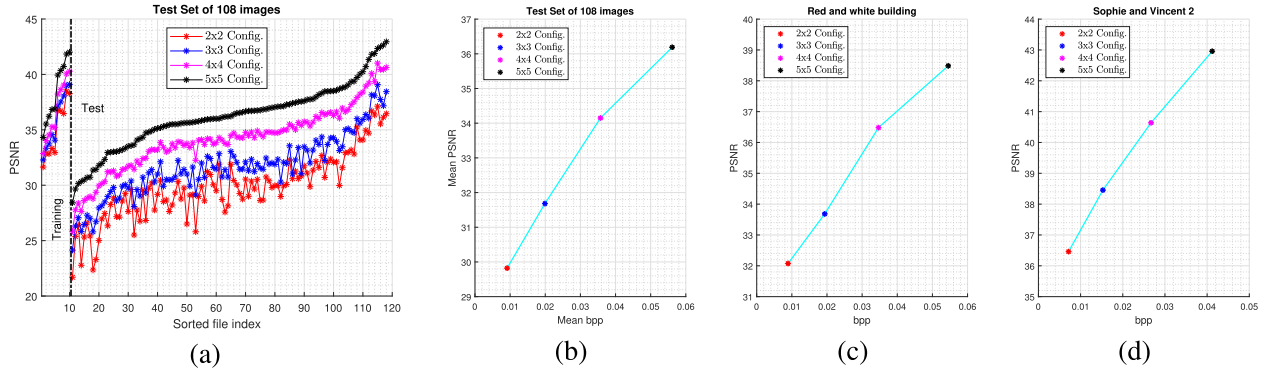 Test Set of 108 images
45
40
35
30
25
20
PSNR
2x2 Config.
3x3 Config.
4x4 Config.
5x5 Config.
Test
Training
10 20 30 40 50 60 70 80 90 100 110 120
Sorted file index
(a)
Test Set of 108 images
37
36
35
34
33
32
31
30
29
Mean PSNR
2x2 Config.
3x3 Config.
4x4 Config.
5x5 Config.
0 0.01 0.02 0.03 0.04 0.05 0.06
Mean bpp
(b)
Red and white building
40
39
38
37
36
35
34
33
32
31
PSNR
2x2 Config.
3x3 Config.
4x4 Config.
5x5 Config.
0 0.01 0.02 0.03 0.04 0.05 0.06
bpp
(c)
Sophie and Vincent 2
44
43
42
41
40
39
38
37
36
35
PSNR
2x2 Config.
3x3 Config.
4x4 Config.
5x5 Config.
0 0.01 0.02 0.03 0.04 0.05
bpp
(d)